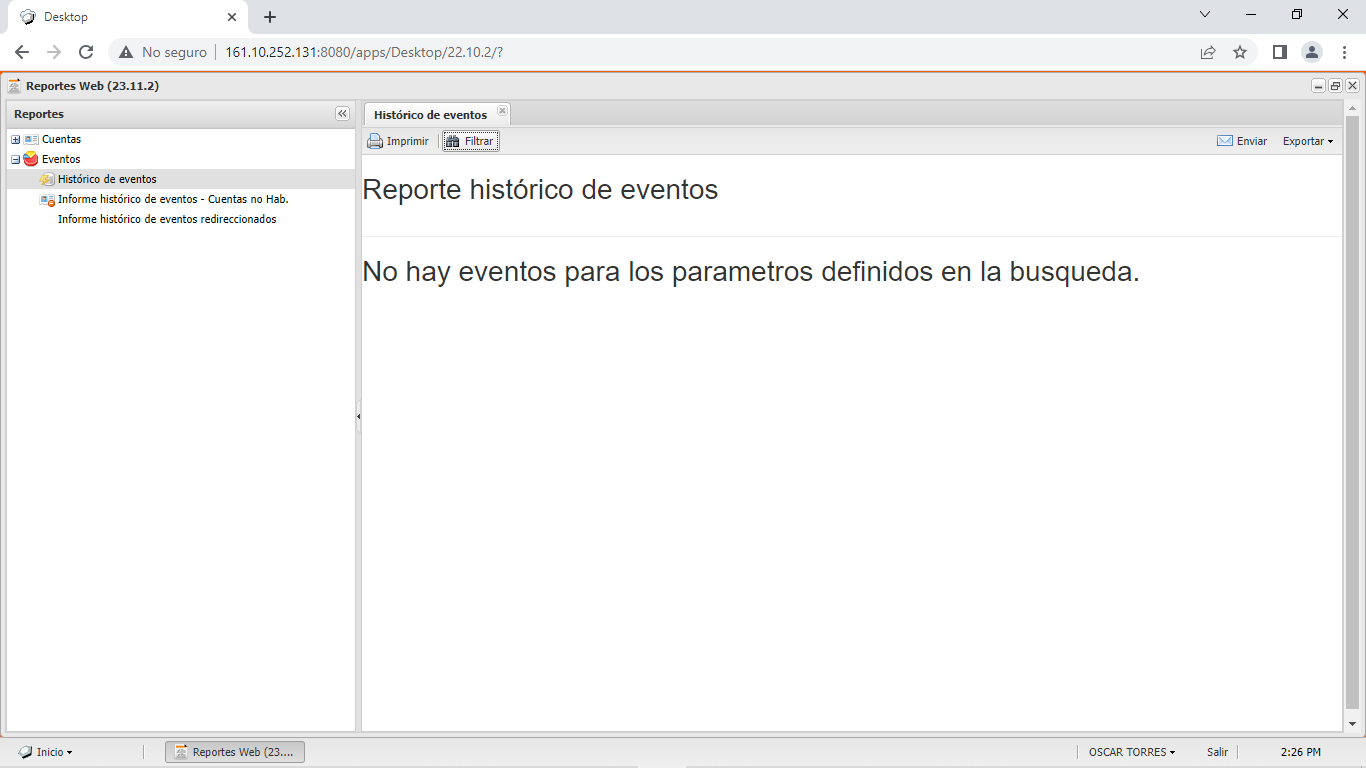 Desktop
No seguro
161.10.252.131:8080/apps/Desktop/22.10.2/?
Reportes Web (23.11.2)
Reportes
Cuentas
Eventos
Histórico de eventos
Informe histórico de eventos - Cuentas no Hab.
Informe histórico de eventos redireccionados
Histórico de eventos
Imprimir
Filtrar
Enviar
Exportar
Reporte histórico de eventos
No hay eventos para los parametros definidos en la busqueda.
Inicio
Reportes Web (23....
OSCAR TORRES
Salir
2:26 PM